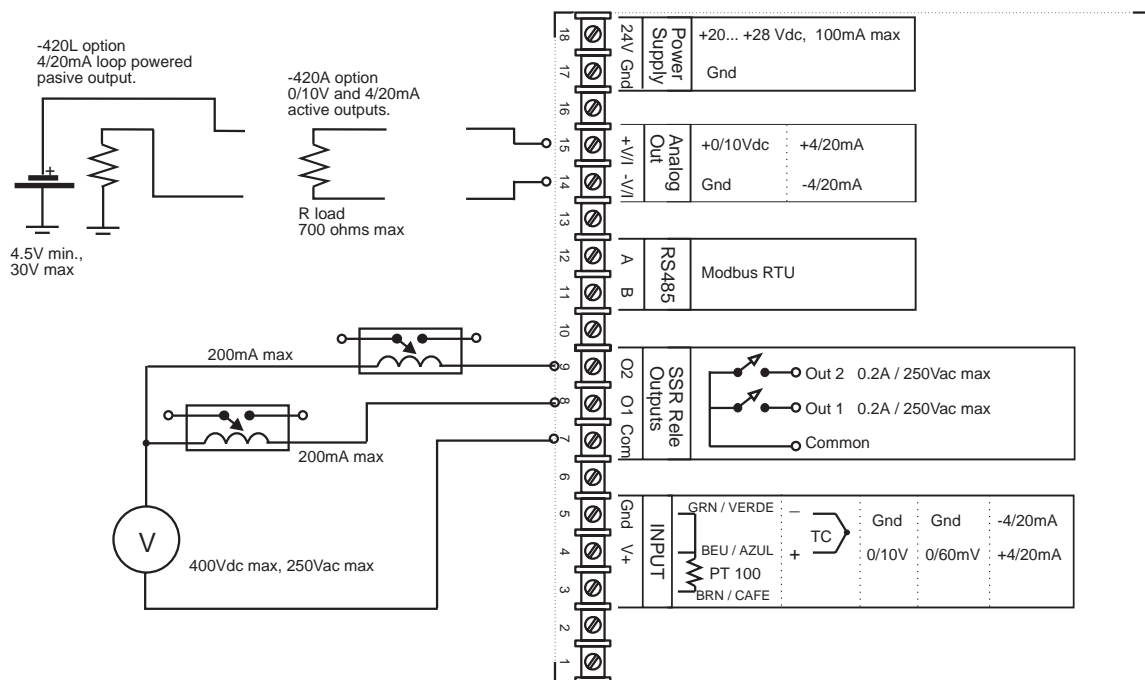 -420L option
4/20mA loop powered
pasive output.
+
4.5V min.,
30V max
-420A option
0/10V and 4/20mA
active outputs.
R load
700 ohms max
200mA max
200mA max
V
400Vdc max, 250Vac max
18
17
16
15
14
13
12
11
10
9
8
7
6
5
4
3
2
1
24V Gnd
Power
Supply
+20... +28 Vdc, 100mA max
Gnd
+V/I -V/I
Analog
Out
+0/10Vdc +4/20mA
Gnd -4/20mA
A B
RS485
Modbus RTU
O2 O1 Com
SSR Rele
Outputs
Out 2 0.2A / 250Vac max
Out 1 0.2A / 250Vac max
Common
Gnd V+
INPUT
GRN / VERDE
BEU / AZUL
PT 100
BRN / CAFE
–
TC
+
Gnd Gnd -4/20mA
0/10V 0/60mV +4/20mA